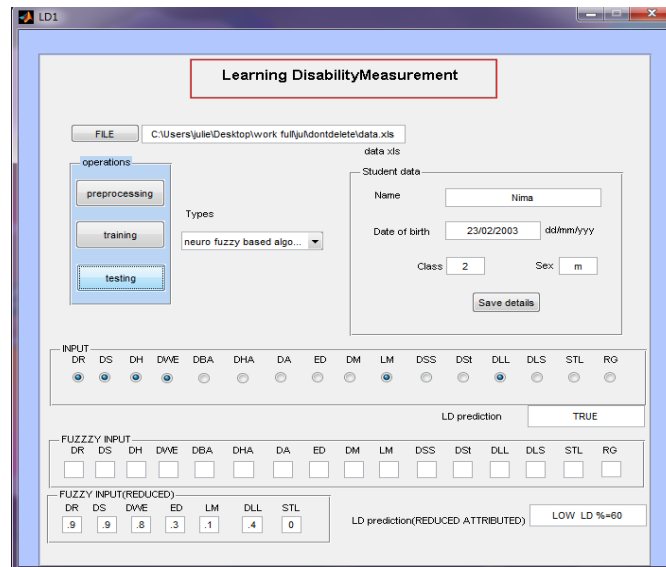 LD1
Learning DisabilityMeasurement
FILE
C:\Users\julie\Desktop\work full\jul\dontdelete\data.xls
data xls
operations
preprocessing
training
testing
Types
neuro fuzzy based algo...
Student data
Name
Nima
Date of birth
23/02/2003
dd/mm/yyy
Class
2
Sex
m
Save details
INPUT
DR DS DH DWE DBA DHA DA ED DM LM DSS DSt DLL DLS STL RG
LD prediction
TRUE
FUZZZY INPUT
DR DS DH DWE DBA DHA DA ED DM LM DSS DSt DLL DLS STL RG
FUZZY INPUT(REDUCED)
DR DS DWE ED LM DLL STL
.9 .9 .8 .3 .1 .4 0
LD prediction(REDUCED ATTRIBUTED)
LOW LD %=60